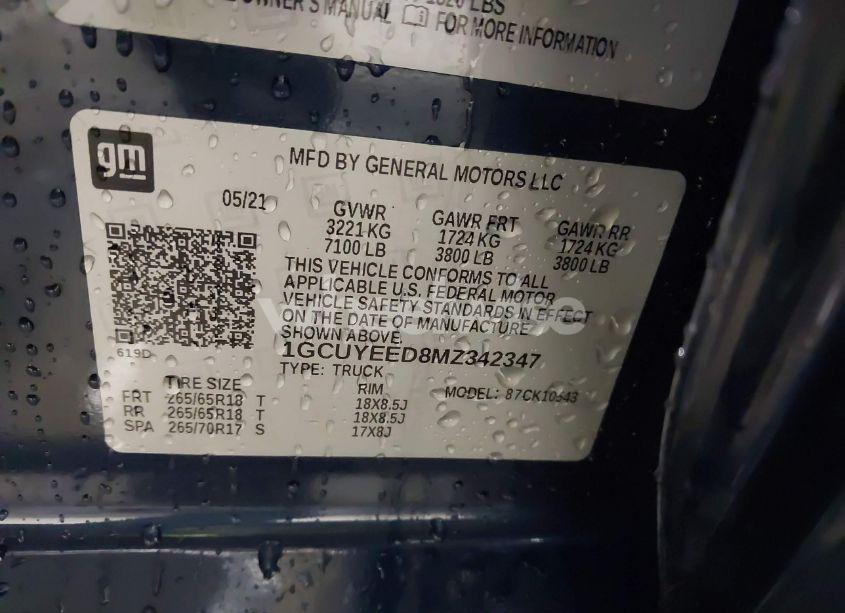 1820 LBS
OWNER'S MANUAL FOR MORE INFORMATION
gm
MFD BY GENERAL MOTORS LLC
05/21
GVWR GAWR FRT GAWR RR
3221 KG 1724 KG 1724 KG
7100 LB 3800 LB 3800 LB
THIS VEHICLE CONFORMS TO ALL
APPLICABLE U.S. FEDERAL MOTOR
VEHICLE SAFETY STANDARDS IN EFFECT
ON THE DATE OF MANUFACTURE
SHOWN ABOVE.
619D
1GCUYEED8MZ342347
TYPE: TRUCK
TIRE SIZE RIM MODEL: 87CK10543
FRT 265/65R18 T 18X8.5J
RR 265/65R18 T 18X8.5J
SPA 265/70R17 S 17X8J